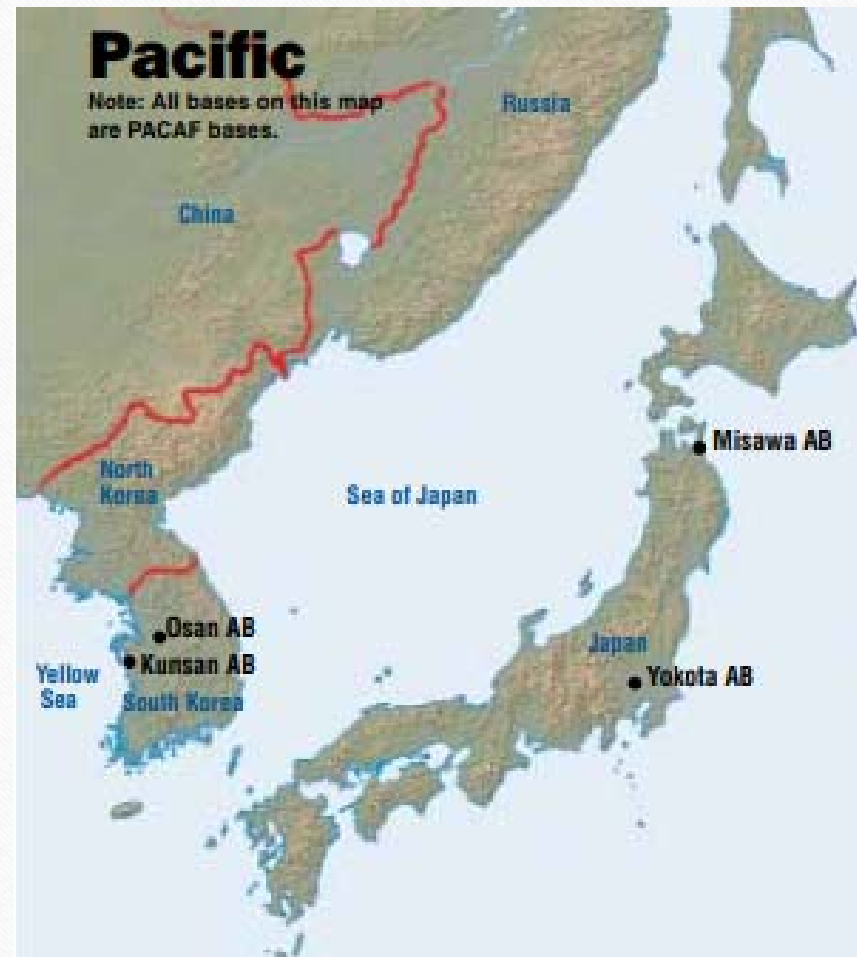 Pacific
Note: All bases on this map
are PACAF bases.
Russia
China
North
Korea
Sea of Japan
Misawa AB
Osan AB
Kunsan AB
Yellow
Sea
South Korea
Japan
Yokota AB